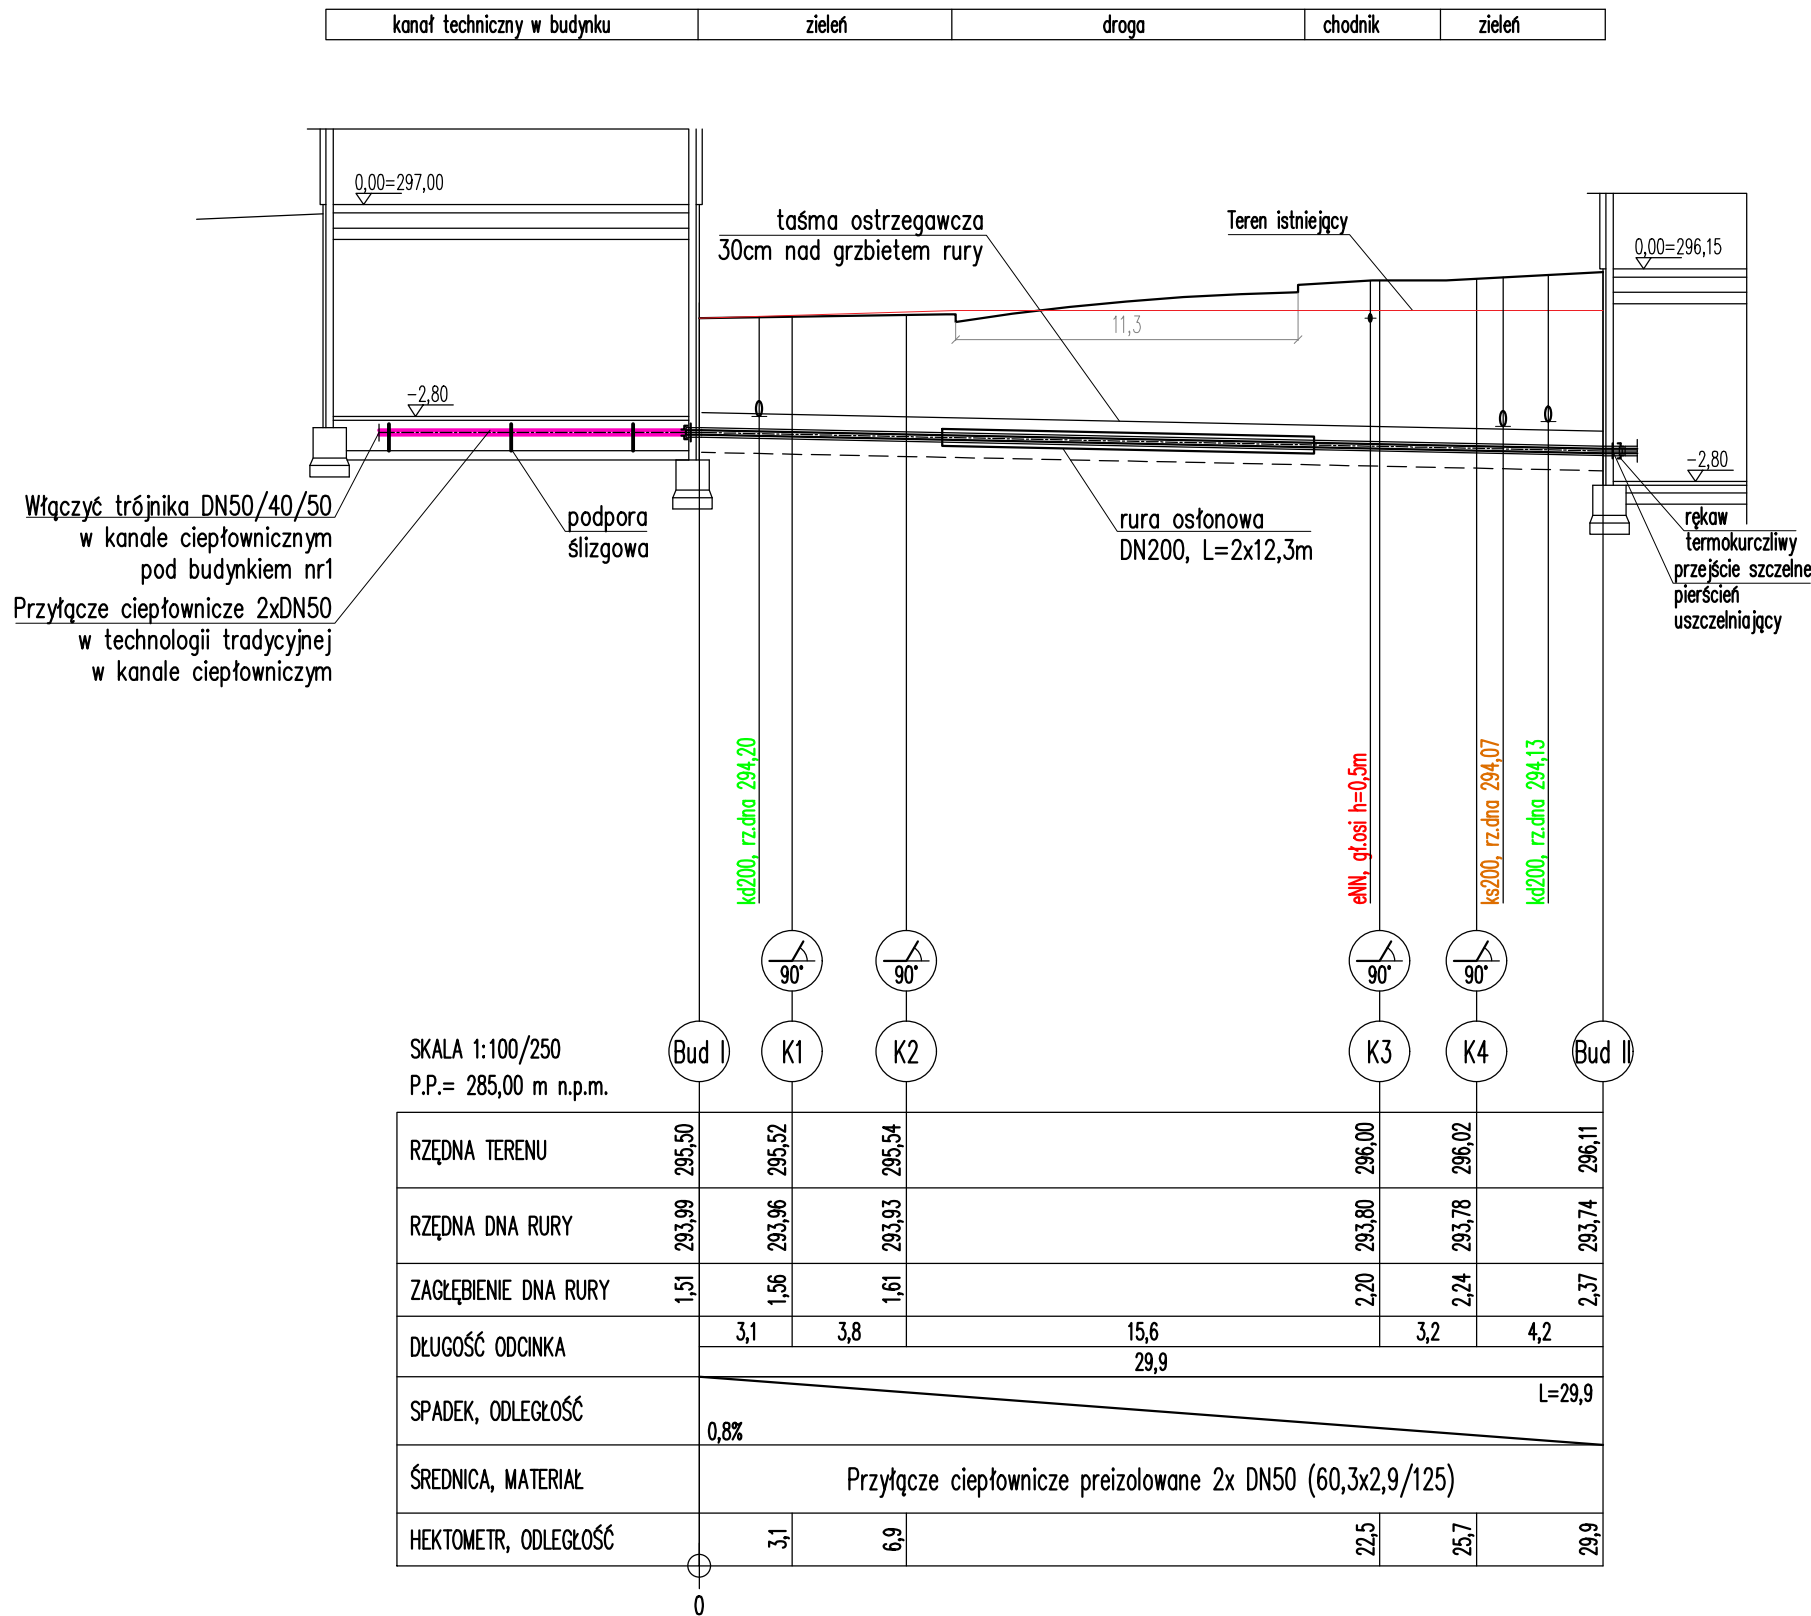 kanał techniczny w budynku
zieleń
droga
chodnik
zieleń
0,00=297,00
taśma ostrzegawcza
30cm nad grzbietem rury
Teren istniejący
0,00=296,15
11,3
-2,80
-2,80
Włączyć trójnika DN50/40/50
w kanale ciepłownicznym
pod budynkiem nr1
Przyłącze ciepłownicze 2xDN50
w technologii tradycyjnej
w kanale ciepłowniczym
podpora
ślizgowa
rura osłonowa
DN200, L=2x12,3m
rękaw
termokurczliwy
przejście szczelne
pierścień
uszczelniający
kd200, rz.dna 294,20
eNN, gł.osi h=0,5m
ks200, rz.dna 294,07
kd200, rz.dna 294,13
90°
90°
90°
90°
Bud I
K1
K2
K3
K4
Bud II
SKALA 1:100/250
P.P.= 285,00 m n.p.m.
RZĘDNA TERENU
295,50
295,52
295,54
296,00
296,02
296,11
RZĘDNA DNA RURY
293,99
293,96
293,93
293,80
293,78
293,74
ZAGŁĘBIENIE DNA RURY
1,51
1,56
1,61
2,20
2,24
2,37
DŁUGOŚĆ ODCINKA
3,1
3,8
15,6
3,2
4,2
29,9
SPADEK, ODLEGŁOŚĆ
0,8%
L=29,9
ŚREDNICA, MATERIAŁ
Przyłącze ciepłownicze preizolowane 2x DN50 (60,3x2,9/125)
HEKTOMETR, ODLEGŁOŚĆ
3,1
6,9
22,5
25,7
29,9
0